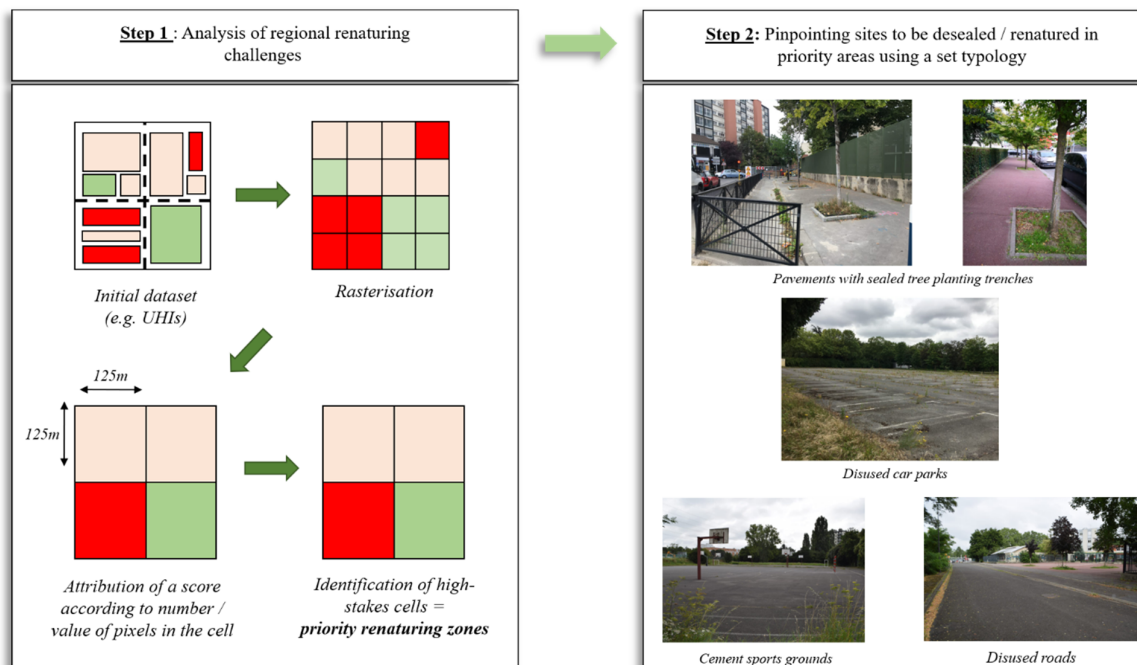 Step 1 : Analysis of regional renaturing
challenges
Step 2: Pinpointing sites to be desealed / renatured in
priority areas using a set typology
Initial dataset
(e.g. UHIs)
Rasterisation
125m
125m
Attribution of a score
according to number /
value of pixels in the cell
Identification of high-
stakes cells =
priority renaturing zones
Pavements with sealed tree planting trenches
Disused car parks
Cement sports grounds
Disused roads